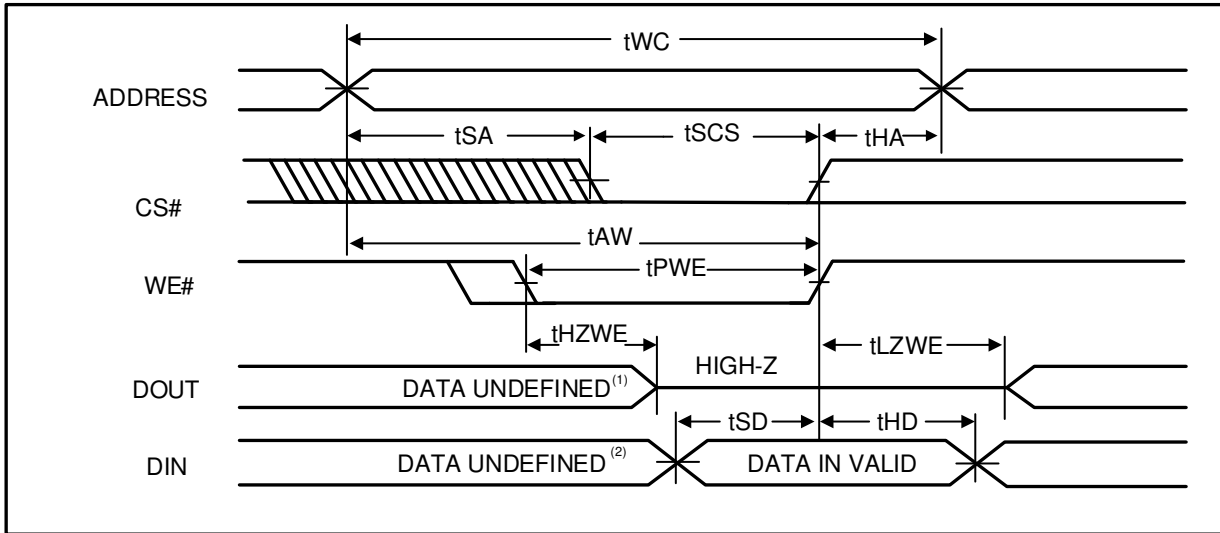 tWC
ADDRESS
tSA
tSCS
tHA
CS#
tAW
tPWE
WE#
tHZWE
tLZWE
HIGH-Z
DOUT
DATA UNDEFINED(1)
tSD
tHD
DIN
DATA UNDEFINED(2)
DATA IN VALID